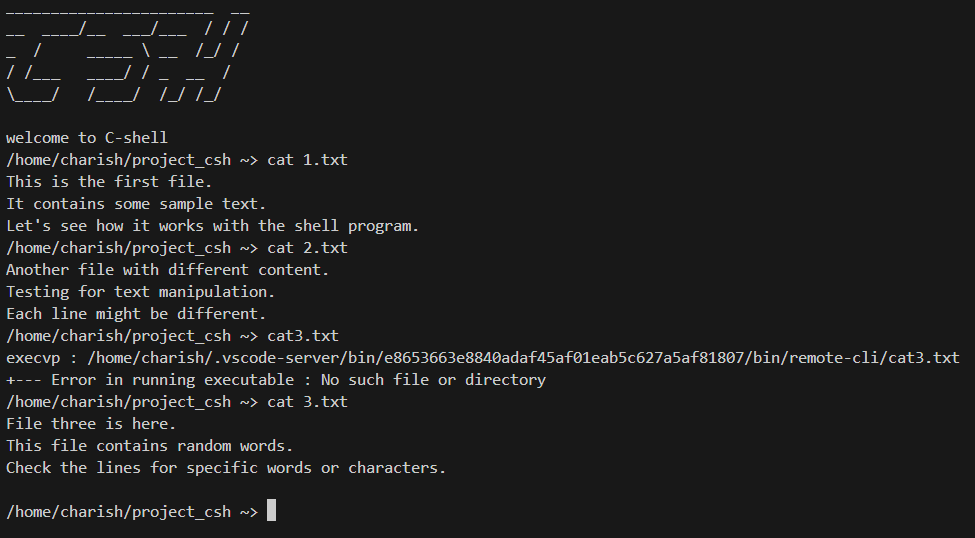 _______________________  __
__  ____/__  ___/___  / / /
_  /     _____ \ __  /_/ /
/ /___   ____/ / _  __  /
\____/   /____/  /_/ /_/
welcome to C-shell
/home/charish/project_csh ~> cat 1.txt
This is the first file.
It contains some sample text.
Let's see how it works with the shell program.
/home/charish/project_csh ~> cat 2.txt
Another file with different content.
Testing for text manipulation.
Each line might be different.
/home/charish/project_csh ~> cat3.txt
execvp : /home/charish/.vscode-server/bin/e8653663e8840adaf45af01eab5c627a5af81807/bin/remote-cli/cat3.txt
+--- Error in running executable : No such file or directory
/home/charish/project_csh ~> cat 3.txt
File three is here.
This file contains random words.
Check the lines for specific words or characters.
/home/charish/project_csh ~>